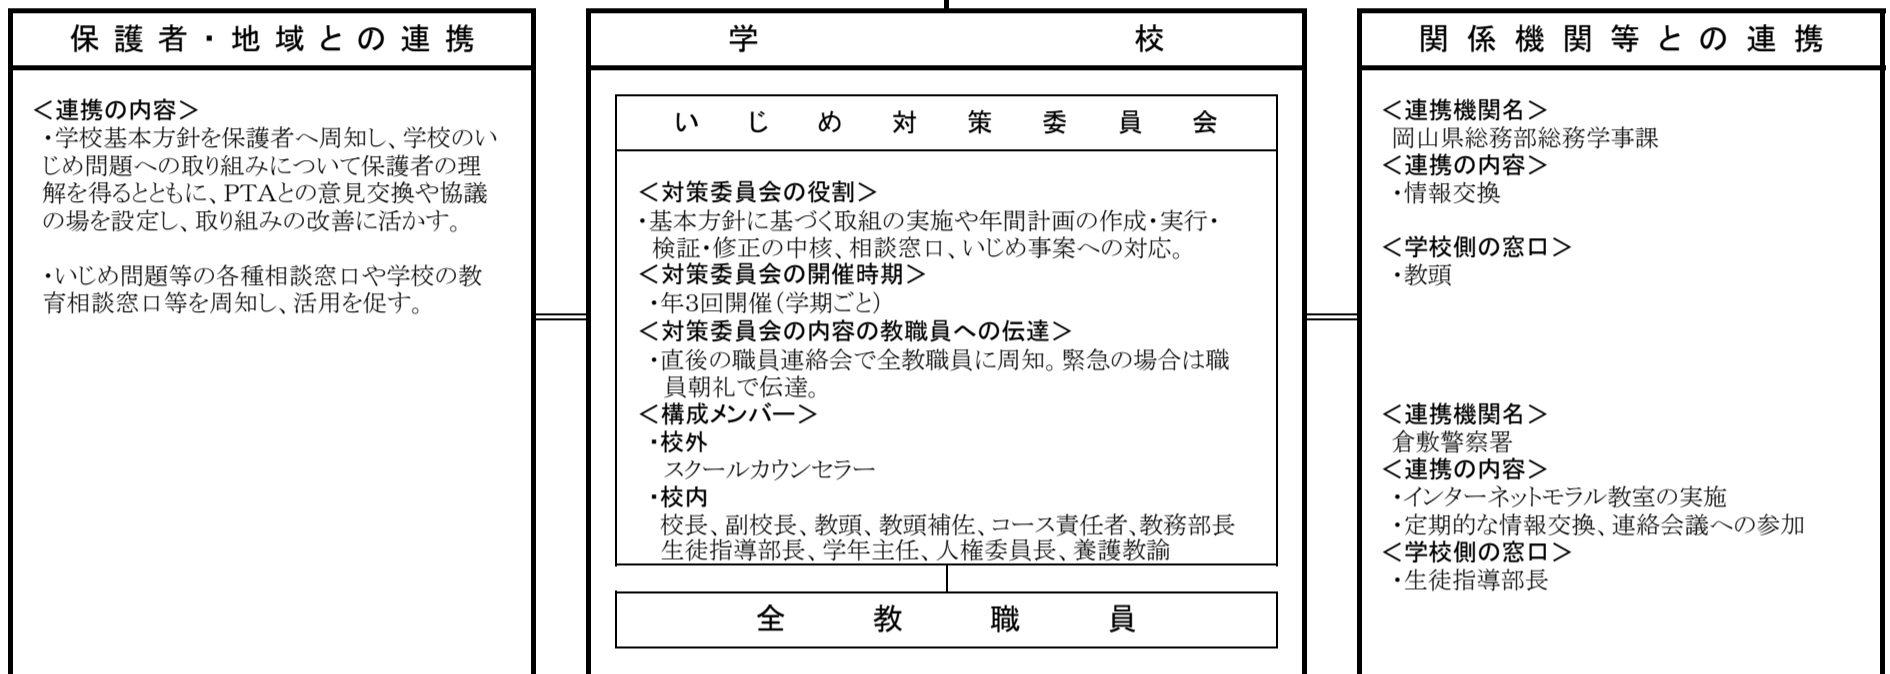 保護者・地域との連携
＜連携の内容＞
・学校基本方針を保護者へ周知し、学校のい
じめ問題への取り組みについて保護者の理
解を得るとともに、PTAとの意見交換や協議
の場を設定し、取り組みの改善に活かす。
・いじめ問題等の各種相談窓口や学校の教
育相談窓口等を周知し、活用を促す。
学校
いじめ対策委員会
＜対策委員会の役割＞
・基本方針に基づく取組の実施や年間計画の作成・実行・
検証・修正の中核、相談窓口、いじめ事案への対応。
＜対策委員会の開催時期＞
・年3回開催（学期ごと）
＜対策委員会の内容の教職員への伝達＞
・直後の職員連絡会で全教職員に周知。緊急の場合は職
員朝礼で伝達。
＜構成メンバー＞
・校外
スクールカウンセラー
・校内
校長、副校長、教頭、教頭補佐、コース責任者、教務部長
生徒指導部長、学年主任、人権委員長、養護教諭
全教職員
関係機関等との連携
＜連携機関名＞
岡山県総務部総務学事課
＜連携の内容＞
・情報交換
＜学校側の窓口＞
・教頭
＜連携機関名＞
倉敷警察署
＜連携の内容＞
・インターネットモラル教室の実施
・定期的な情報交換、連絡会議への参加
＜学校側の窓口＞
・生徒指導部長